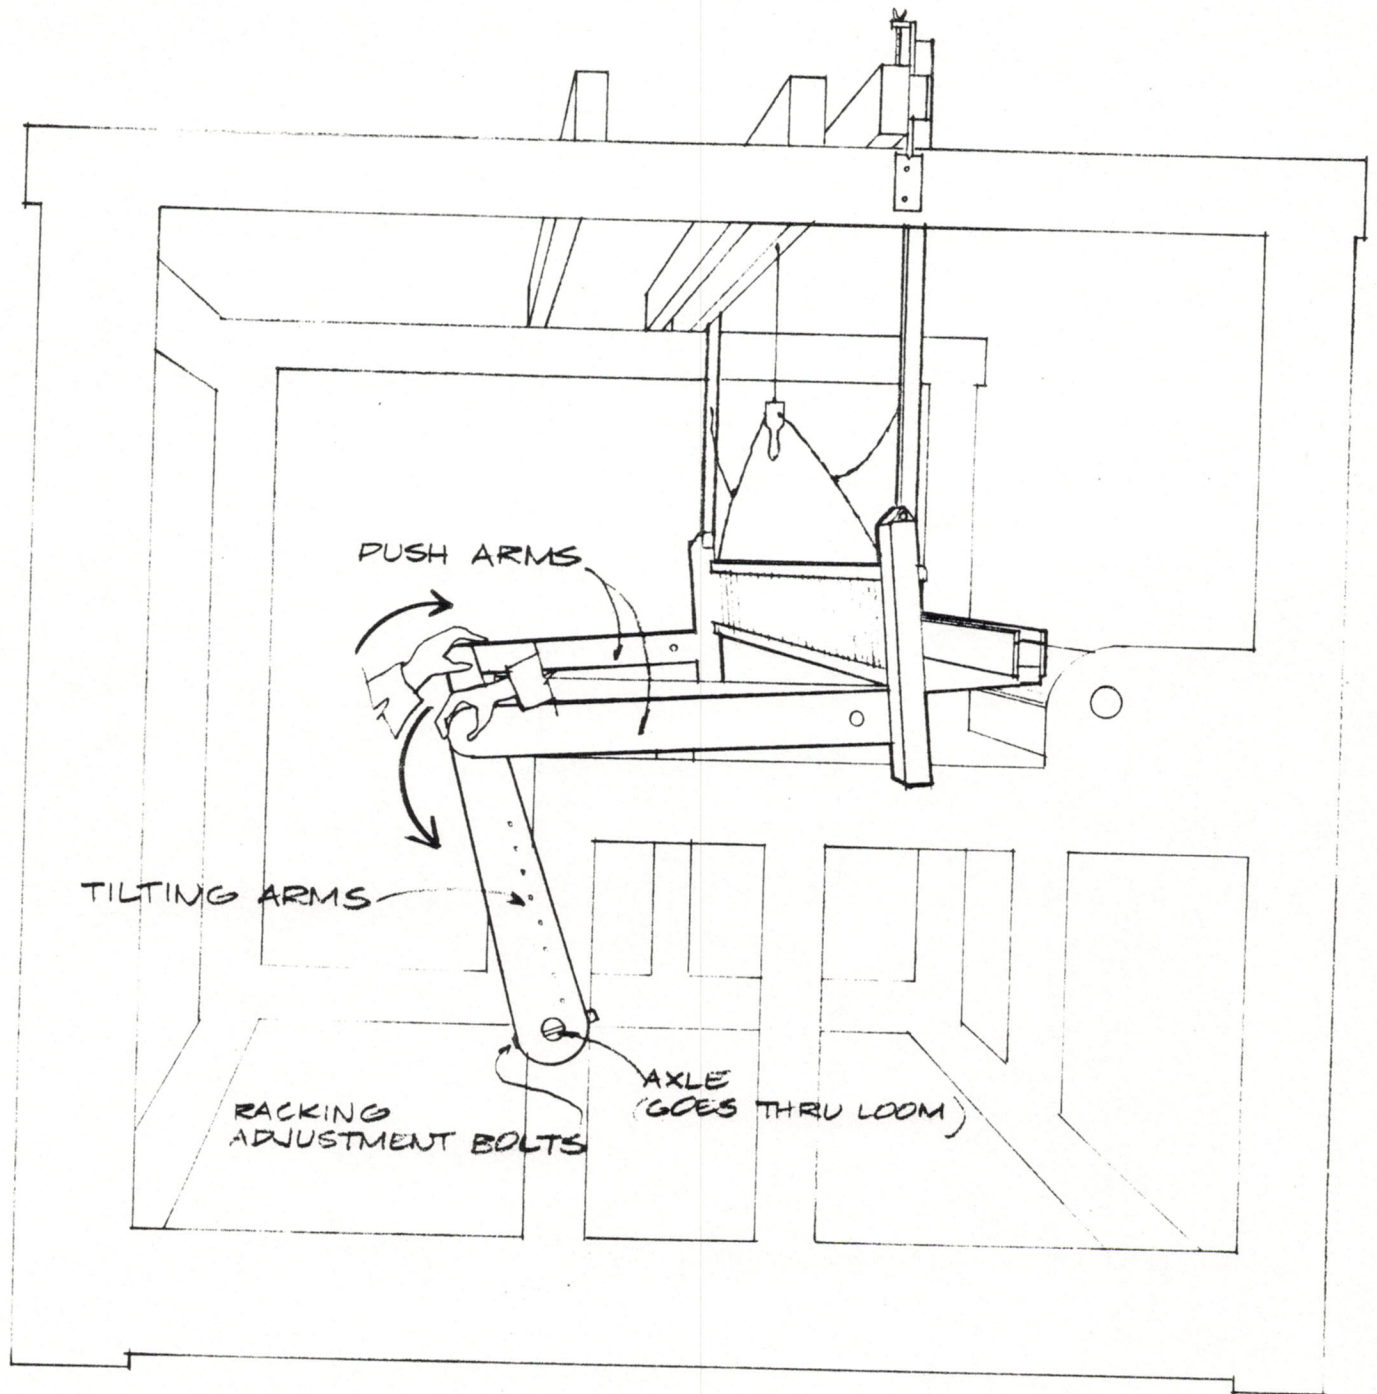 PUSH ARMS
TILTING ARMS
AXLE
(GOES THRU LOOM)
RACKING
ADJUSTMENT BOLTS